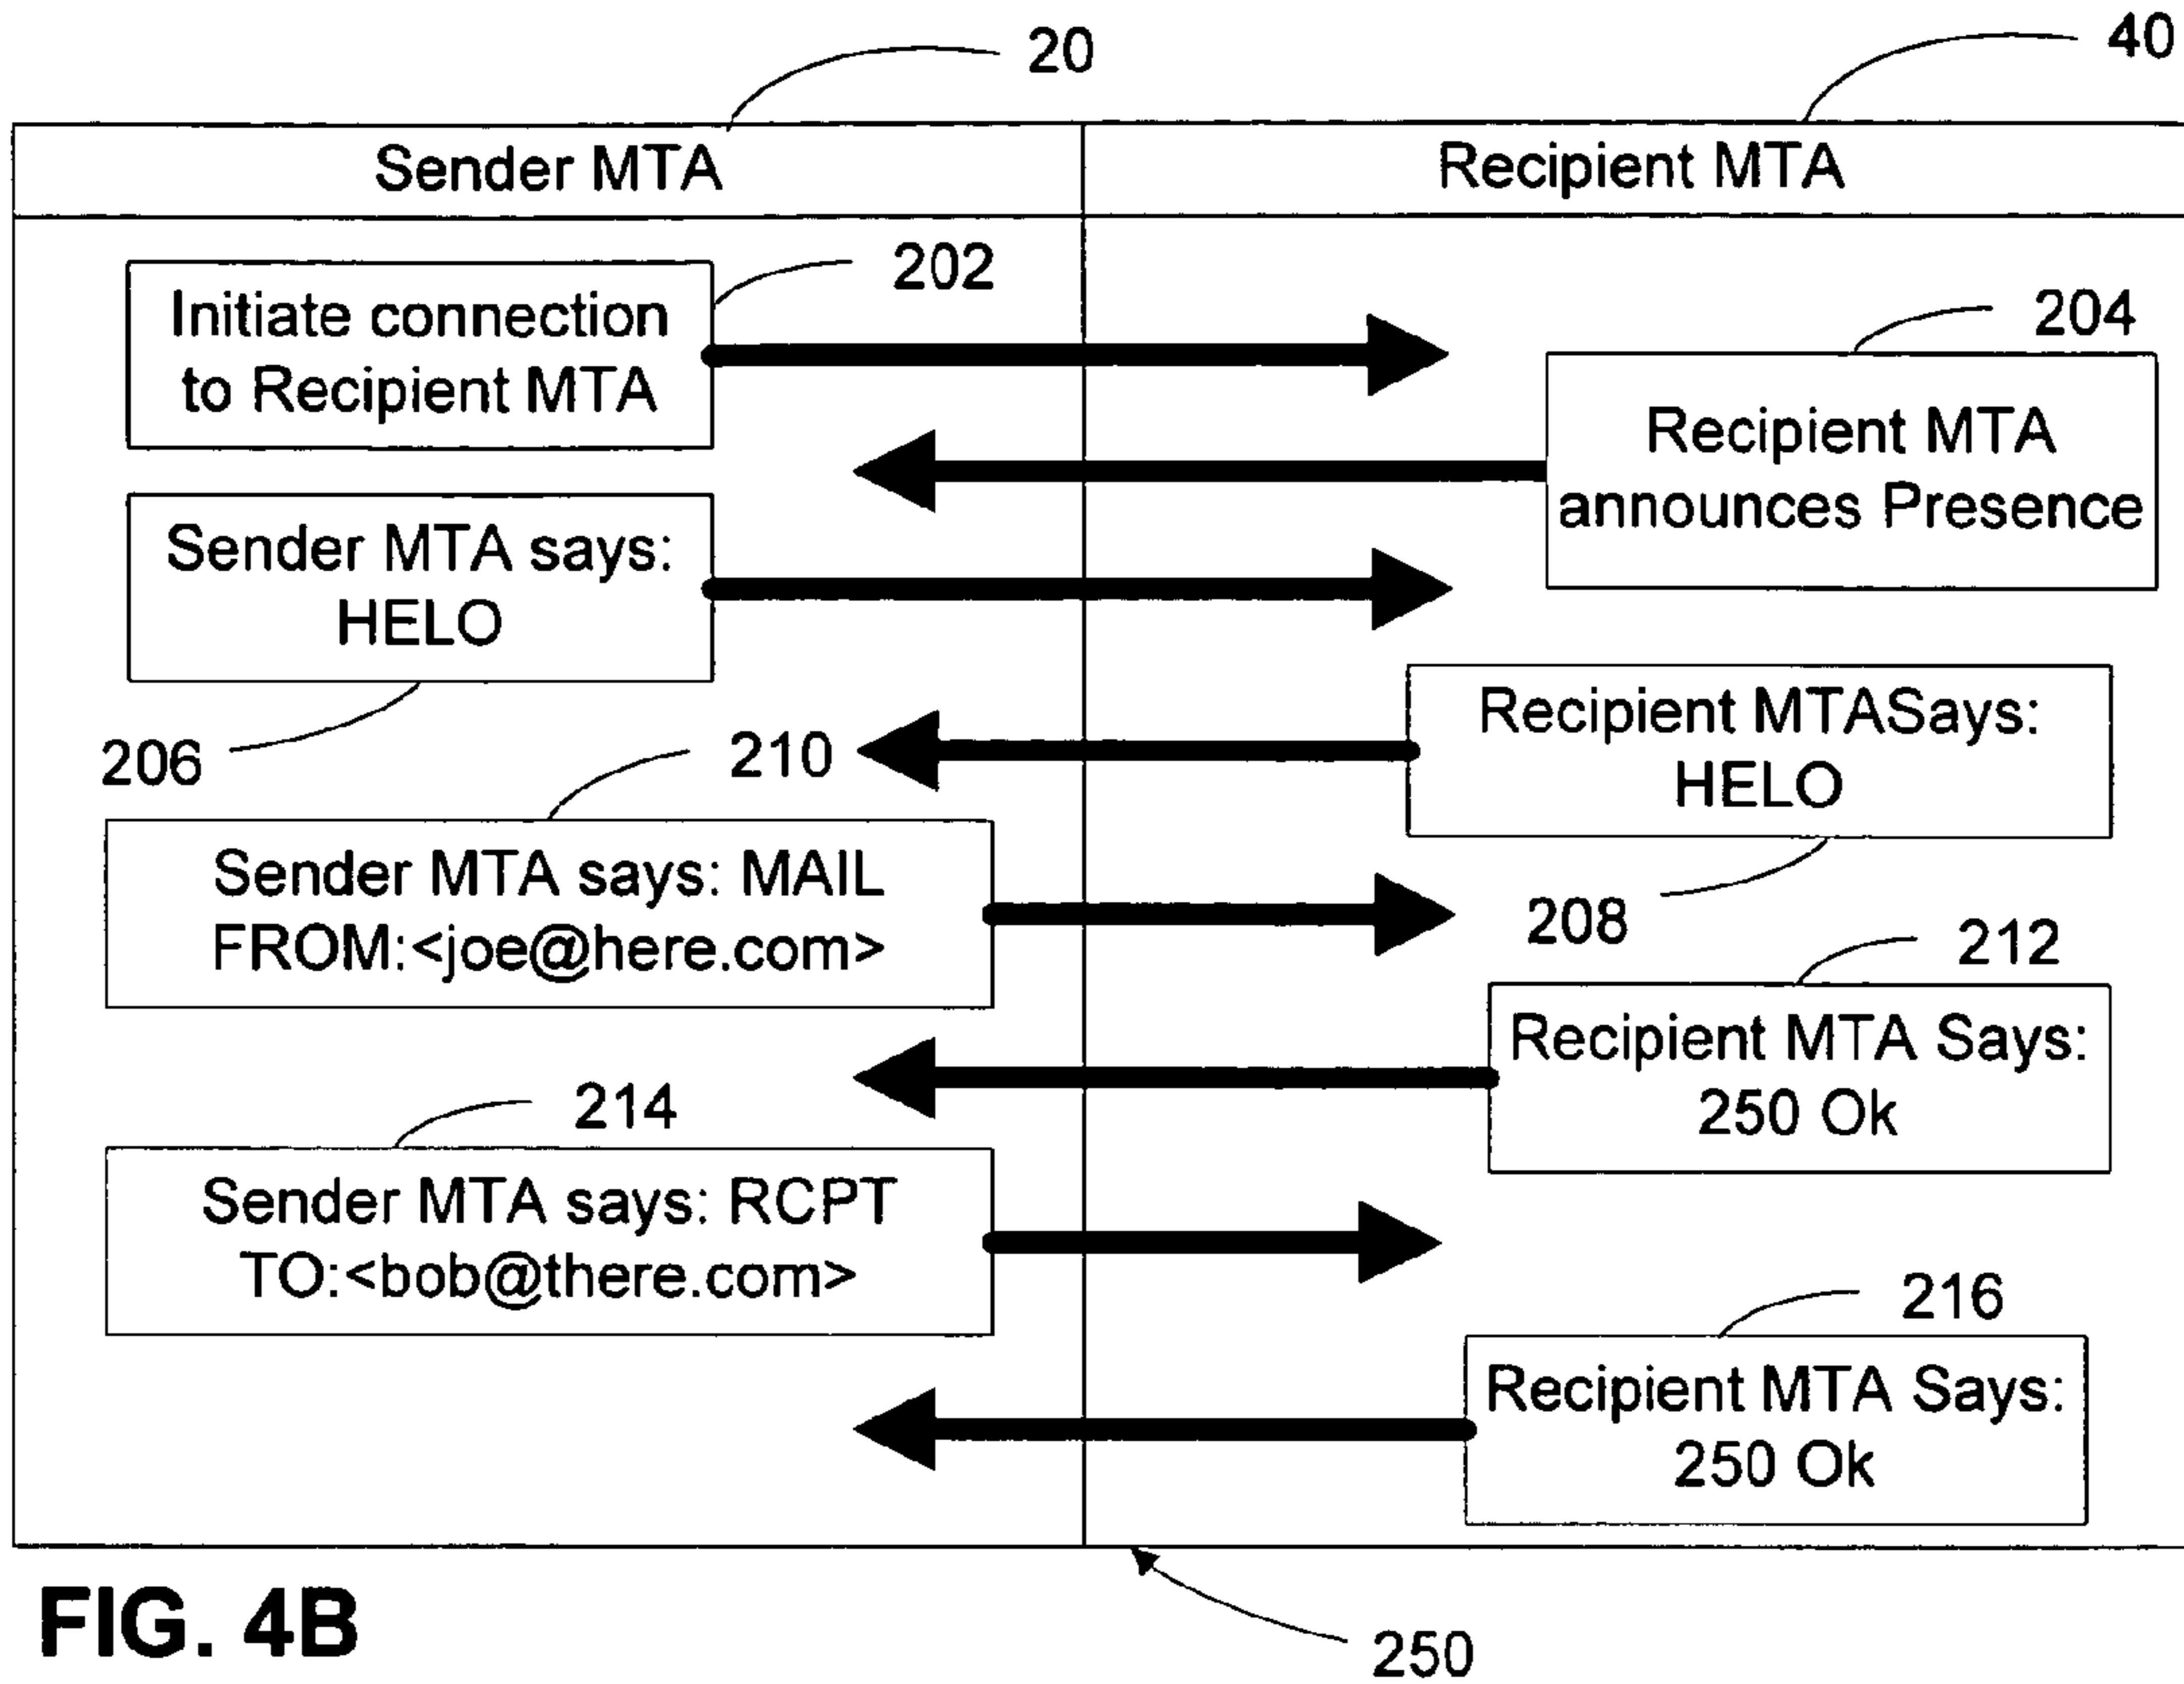 20
40
Sender MTA
Recipient MTA
202
Initiate connection
to Recipient MTA
204
Recipient MTA
announces Presence
Sender MTA says:
HELO
206
Recipient MTASays:
HELO
208
210
Sender MTA says: MAIL
FROM:<joe@here.com>
212
Recipient MTA Says:
250 Ok
214
Sender MTA says: RCPT
TO:<bob@there.com>
216
Recipient MTA Says:
250 Ok
FIG. 4B
250